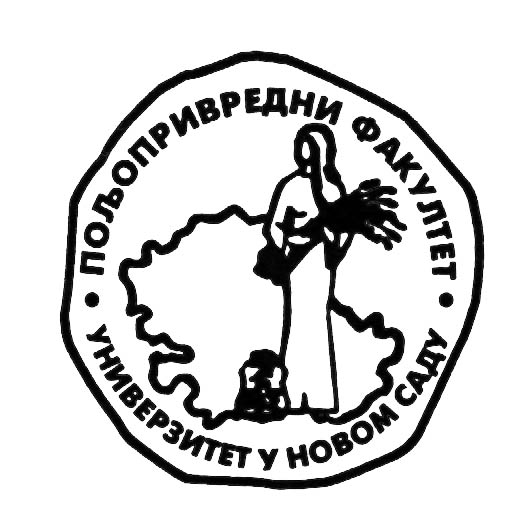 ПОЉОПРИВРЕДНИ ФАКУЛТЕТ
УНИВЕРЗИТЕТ У НОВОМ САДУ